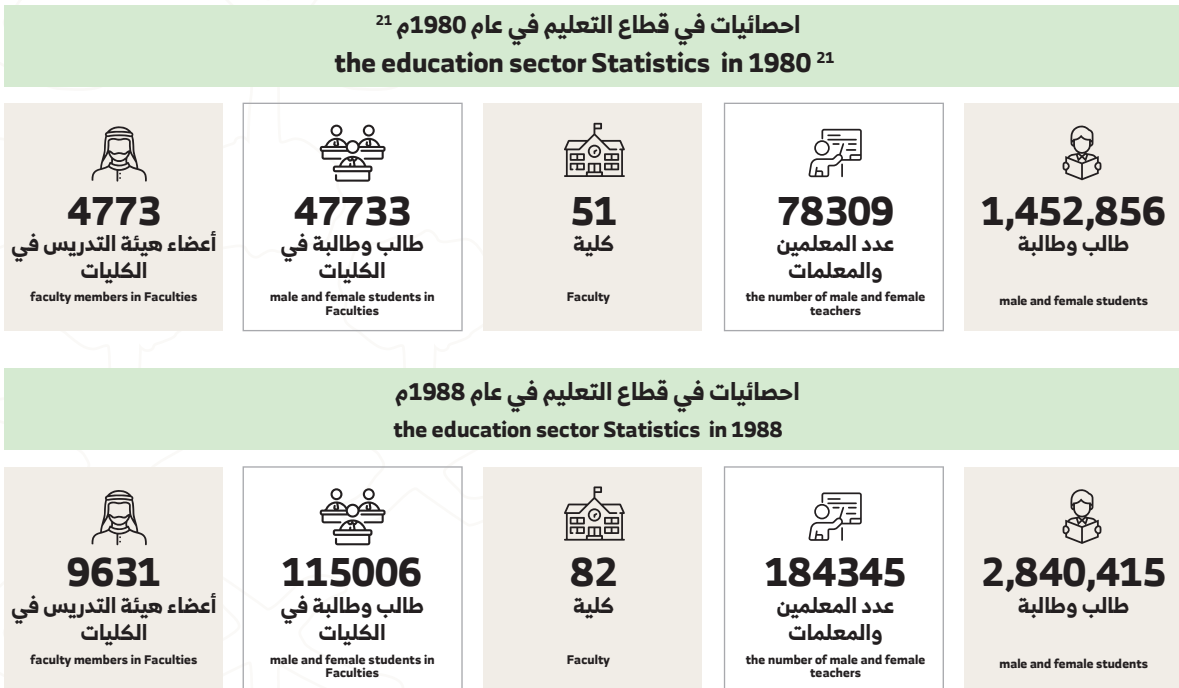 احصائيات في قطاع التعليم في عام 1980م 21
the education sector Statistics in 1980 21
1,452,856
طالب وطالبة
male and female students
78309
عدد المعلمين
والمعلمات
the number of male and female
teachers
51
كلية
Faculty
47733
طالب وطالبة في
الكليات
male and female students in
Faculties
4773
أعضاء هيئة التدريس في
الكليات
faculty members in Faculties
احصائيات في قطاع التعليم في عام 1988م
the education sector Statistics in 1988
2,840,415
طالب وطالبة
male and female students
184345
عدد المعلمين
والمعلمات
the number of male and female
teachers
82
كلية
Faculty
115006
طالب وطالبة في
الكليات
male and female students in
Faculties
9631
أعضاء هيئة التدريس في
الكليات
faculty members in Faculties